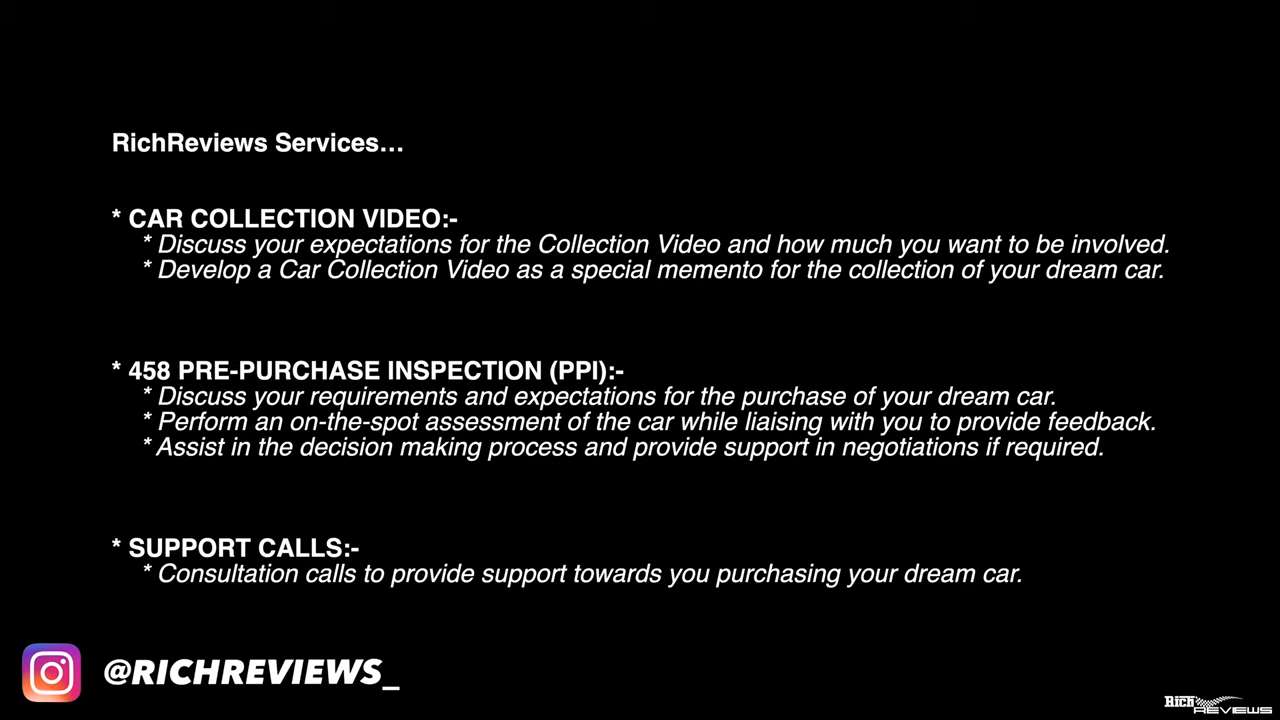 RichReviews Services…
* CAR COLLECTION VIDEO:-
* Discuss your expectations for the Collection Video and how much you want to be involved.
* Develop a Car Collection Video as a special memento for the collection of your dream car.
* 458 PRE-PURCHASE INSPECTION (PPI):-
* Discuss your requirements and expectations for the purchase of your dream car.
* Perform an on-the-spot assessment of the car while liaising with you to provide feedback.
* Assist in the decision making process and provide support in negotiations if required.
* SUPPORT CALLS:-
* Consultation calls to provide support towards you purchasing your dream car.
@RICHREVIEWS_
Rich
REVIEWS